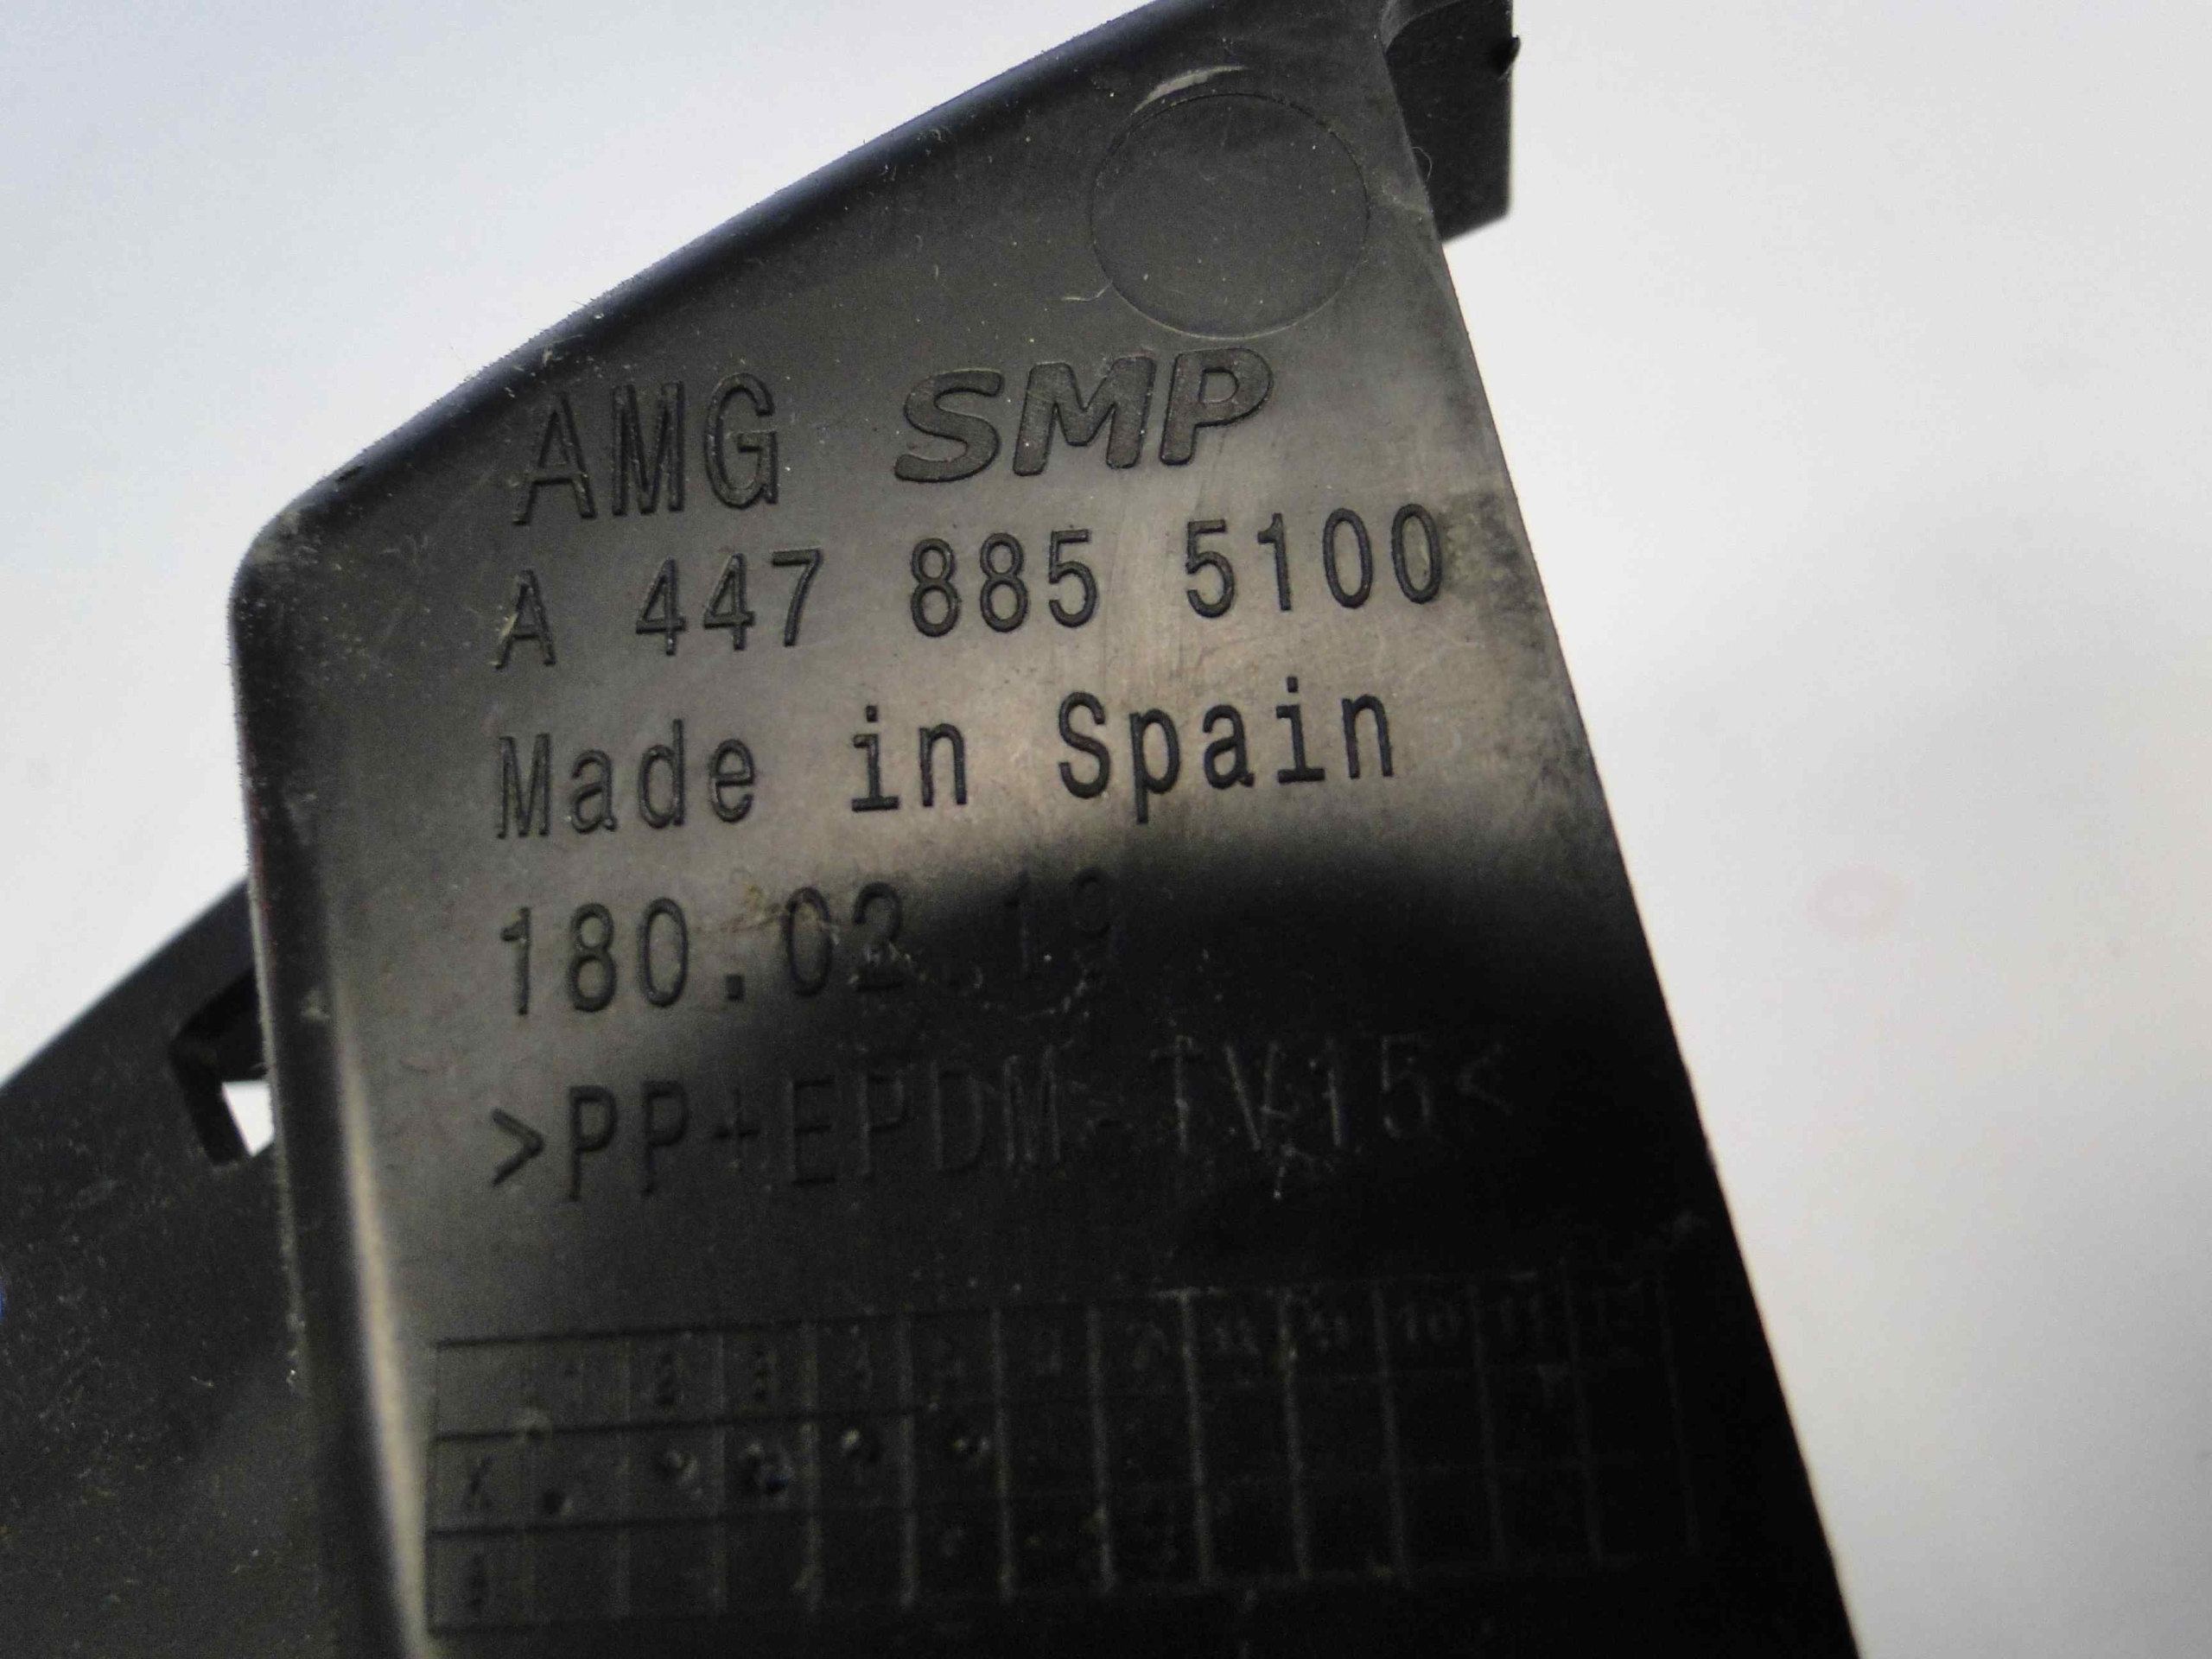 AMG SMP
A 447 885 5100
Made in Spain
180.02.19
>PP+EPDM-TV15<